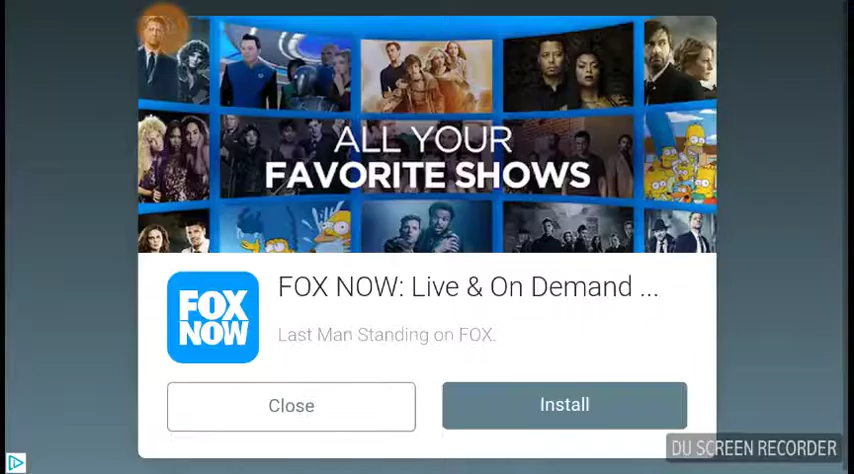 ALL YOUR
FAVORITE SHOWS
FOX
NOW
FOX NOW: Live & On Demand ...
Last Man Standing on FOX.
Close
Install
DU SCREEN RECORDER